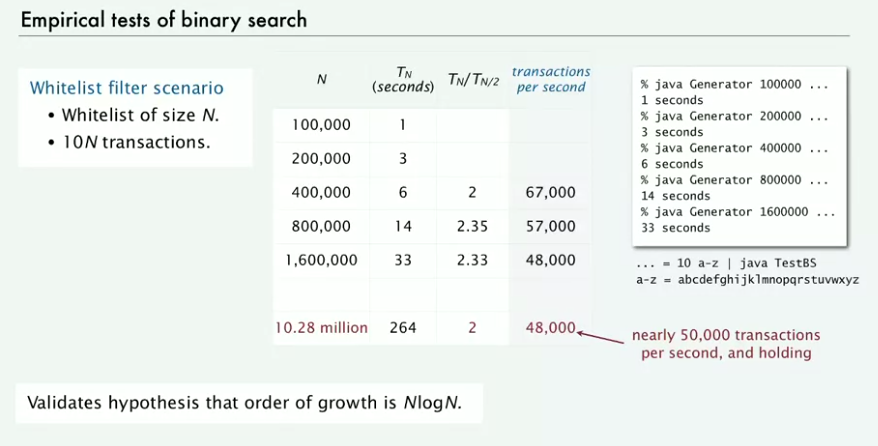 Empirical tests of binary search
Whitelist filter scenario
• Whitelist of size N.
• 10N transactions.
N TN (seconds) TN/TN/2 transactions per second
100,000 1
200,000 3
400,000 6 2 67,000
800,000 14 2.35 57,000
1,600,000 33 2.33 48,000
10.28 million 264 2 48,000
% java Generator 100000 ...
1 seconds
% java Generator 200000 ...
3 seconds
% java Generator 400000 ...
6 seconds
% java Generator 800000 ...
14 seconds
% java Generator 1600000 ...
33 seconds
... = 10 a-z | java TestBS
a-z = abcdefghijklmnopqrstuvwxyz
nearly 50,000 transactions
per second, and holding
Validates hypothesis that order of growth is NlogN.